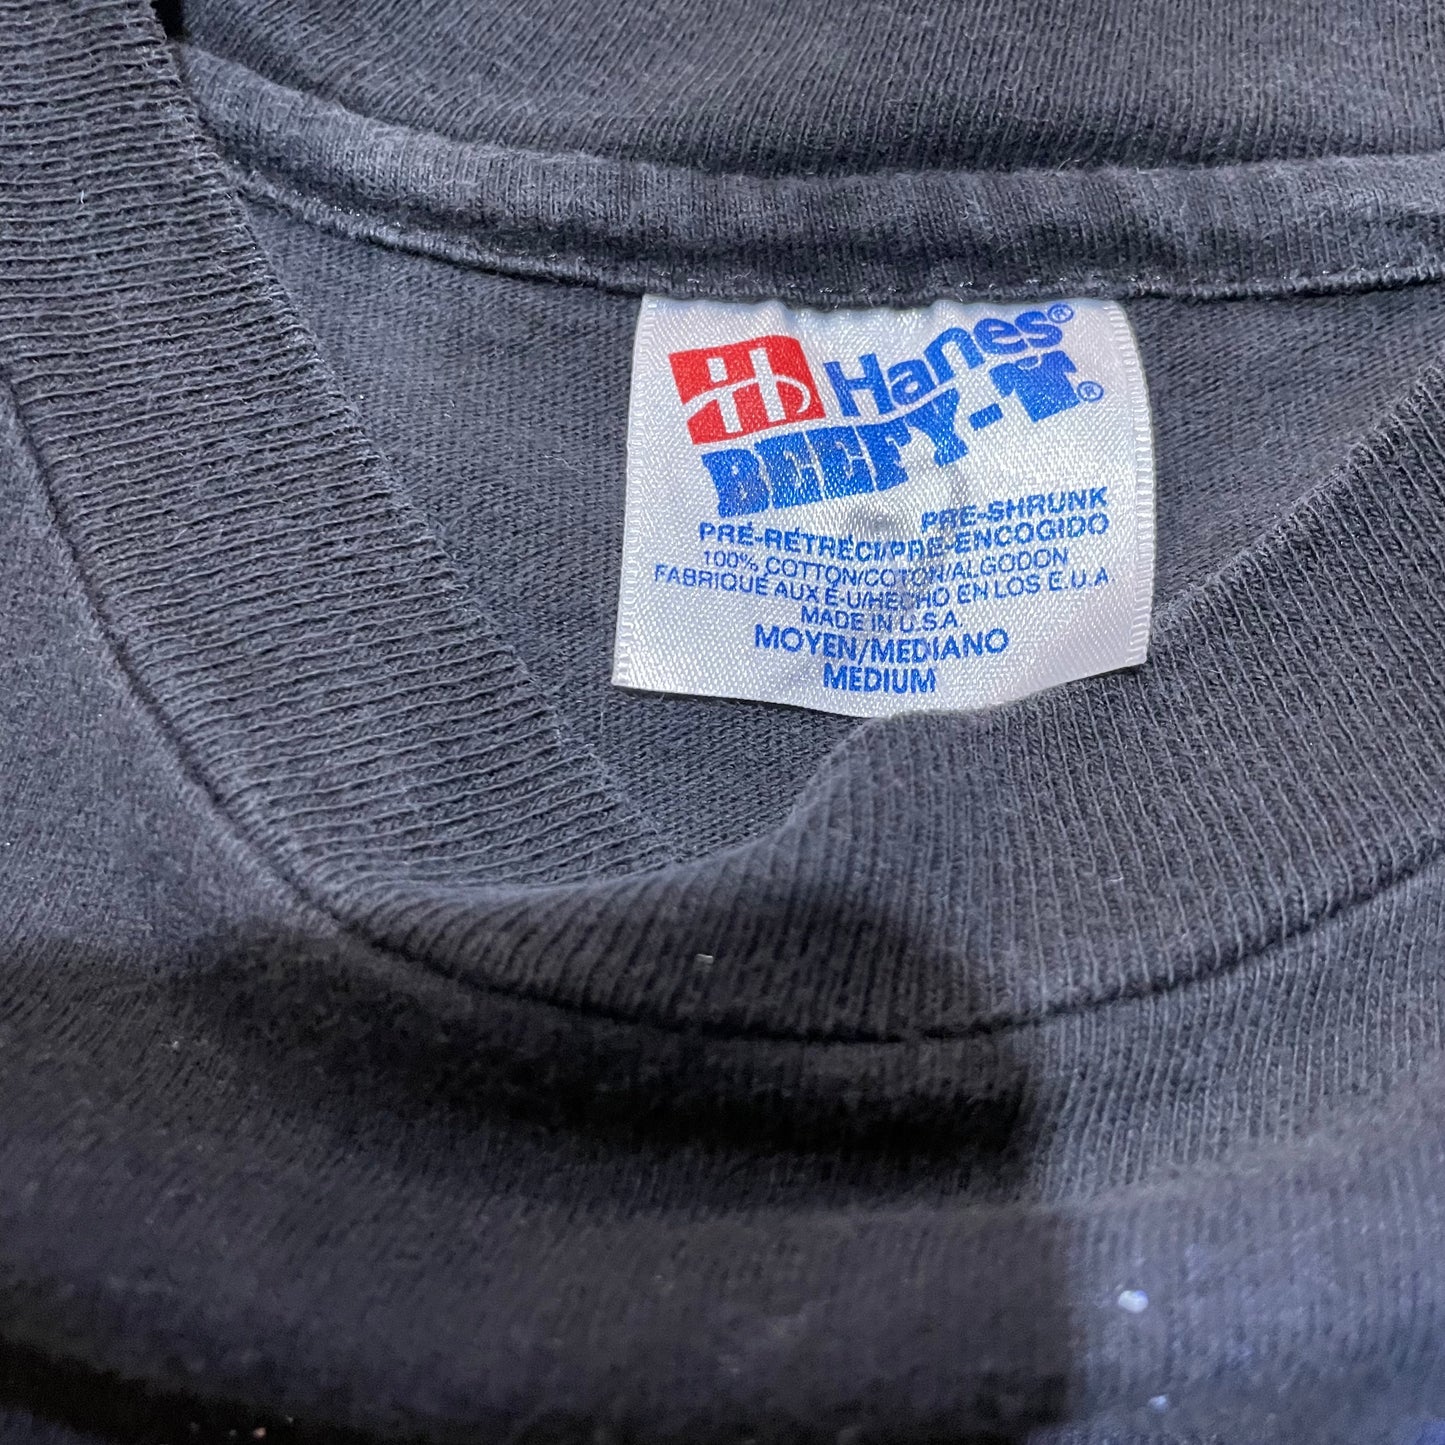 Hanes®
BEEFY-T®
PRE-SHRUNK
PRÉ-RÉTRÉCI/PRE-ENCOGIDO
100% COTTON/COTON/ALGODON
FABRIQUÉ AUX É-U/HECHO EN LOS E.U.A
MADE IN U.S.A.
MOYEN/MEDIANO
MEDIUM